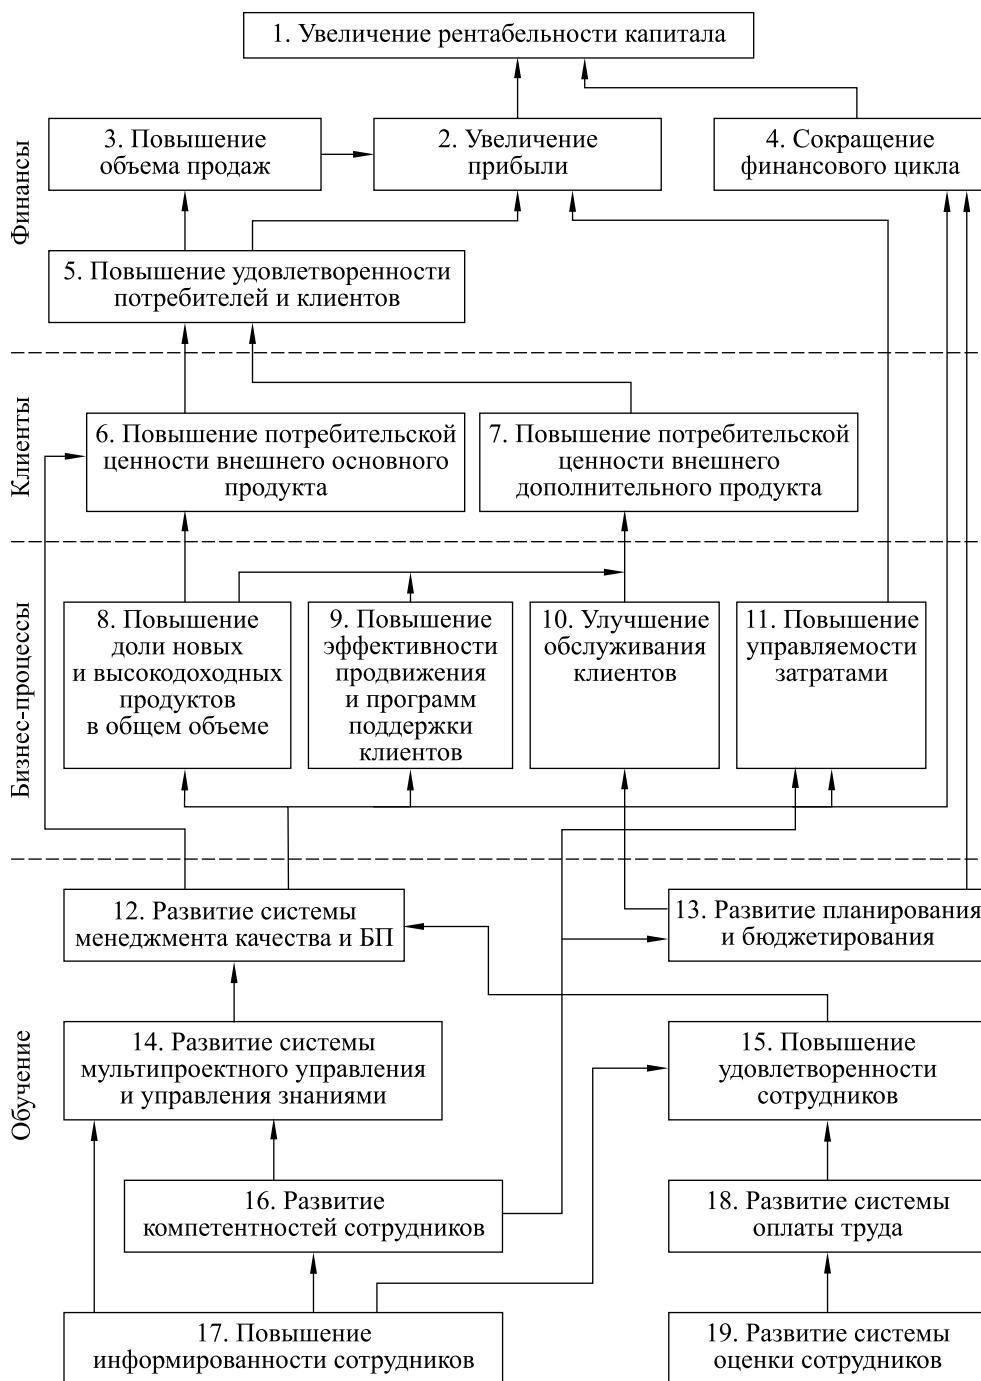 1. Увеличение рентабельности капитала
Финансы
3. Повышение
объема продаж
2. Увеличение
прибыли
4. Сокращение
финансового цикла
5. Повышение удовлетворенности
потребителей и клиентов
Клиенты
6. Повышение потребительской
ценности внешнего основного
продукта
7. Повышение потребительской
ценности внешнего
дополнительного продукта
Бизнес-процессы
8. Повышение
доли новых
и высокодоходных
продуктов
в общем объеме
9. Повышение
эффективности
продвижения
и программ
поддержки
клиентов
10. Улучшение
обслуживания
клиентов
11. Повышение
управляемости
затратами
Обучение
12. Развитие системы
менеджмента качества и БП
13. Развитие планирования
и бюджетирования
14. Развитие системы
мультипроектного управления
и управления знаниями
15. Повышение
удовлетворенности
сотрудников
16. Развитие
компетентностей сотрудников
18. Развитие системы
оплаты труда
17. Повышение
информированности сотрудников
19. Развитие системы
оценки сотрудников